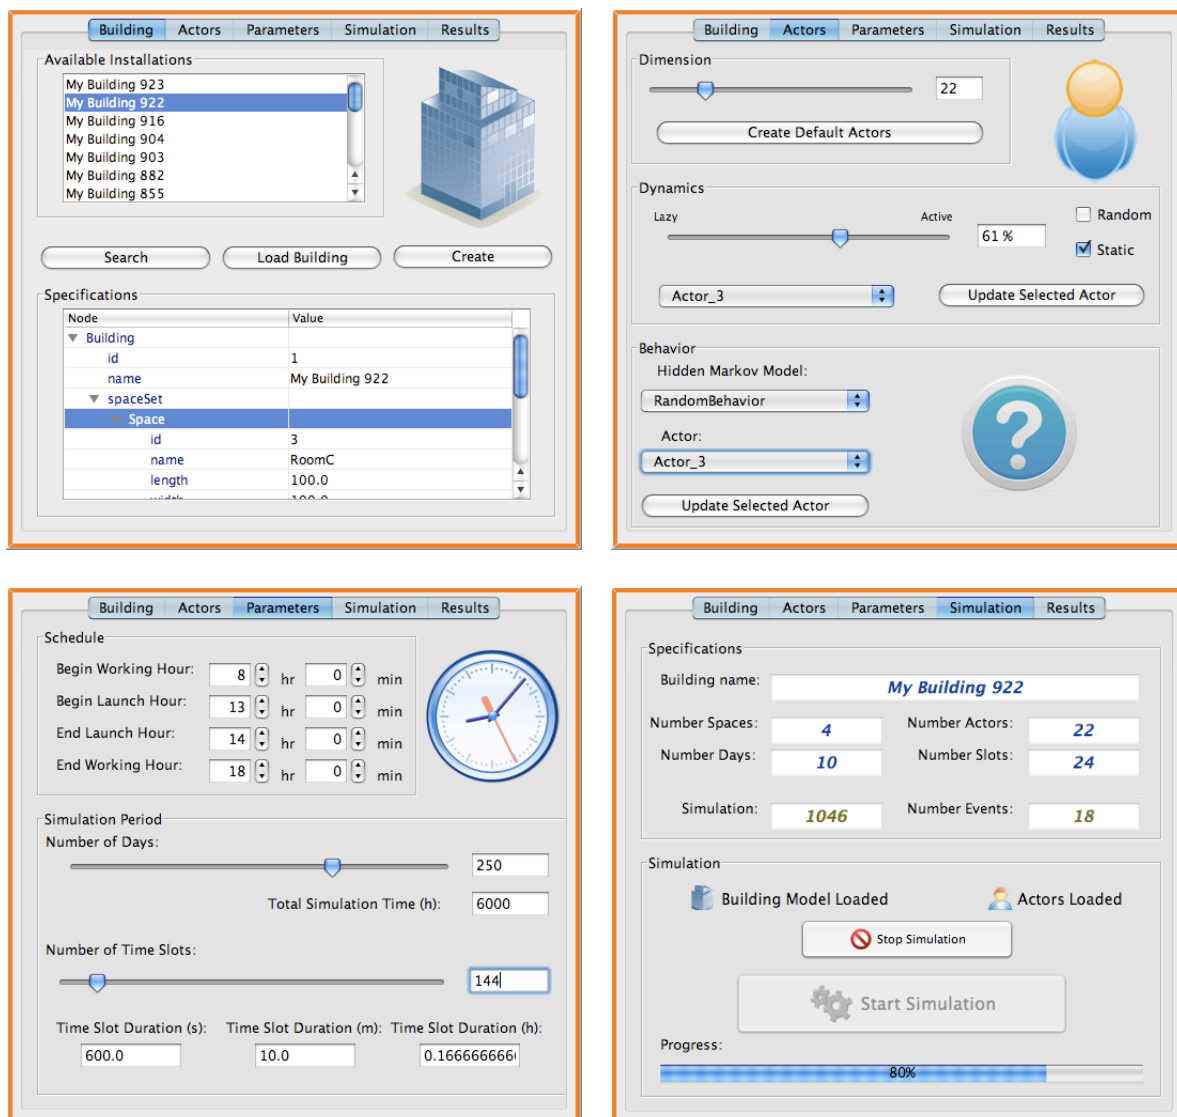 Building Actors Parameters Simulation Results
Available Installations
My Building 923
My Building 922
My Building 916
My Building 904
My Building 903
My Building 882
My Building 855
Search Load Building Create
Specifications
Node Value
Building
id 1
name My Building 922
spaceSet
Space
id 3
name RoomC
length 100.0
width 100.0
Building Actors Parameters Simulation Results
Dimension
22
Create Default Actors
Dynamics
Lazy Active
61 %
Random
Static
Actor_3 Update Selected Actor
Behavior
Hidden Markov Model:
RandomBehavior
Actor:
Actor_3
Update Selected Actor
?
Building Actors Parameters Simulation Results
Schedule
Begin Working Hour: 8 hr 0 min
Begin Launch Hour: 13 hr 0 min
End Launch Hour: 14 hr 0 min
End Working Hour: 18 hr 0 min
Simulation Period
Number of Days:
250
Total Simulation Time (h): 6000
Number of Time Slots:
144
Time Slot Duration (s): Time Slot Duration (m): Time Slot Duration (h):
600.0 10.0 0.1666666666
Building Actors Parameters Simulation Results
Specifications
Building name: My Building 922
Number Spaces: 4 Number Actors: 22
Number Days: 10 Number Slots: 24
Simulation: 1046 Number Events: 18
Simulation
Building Model Loaded Actors Loaded
Stop Simulation
Start Simulation
Progress:
80%